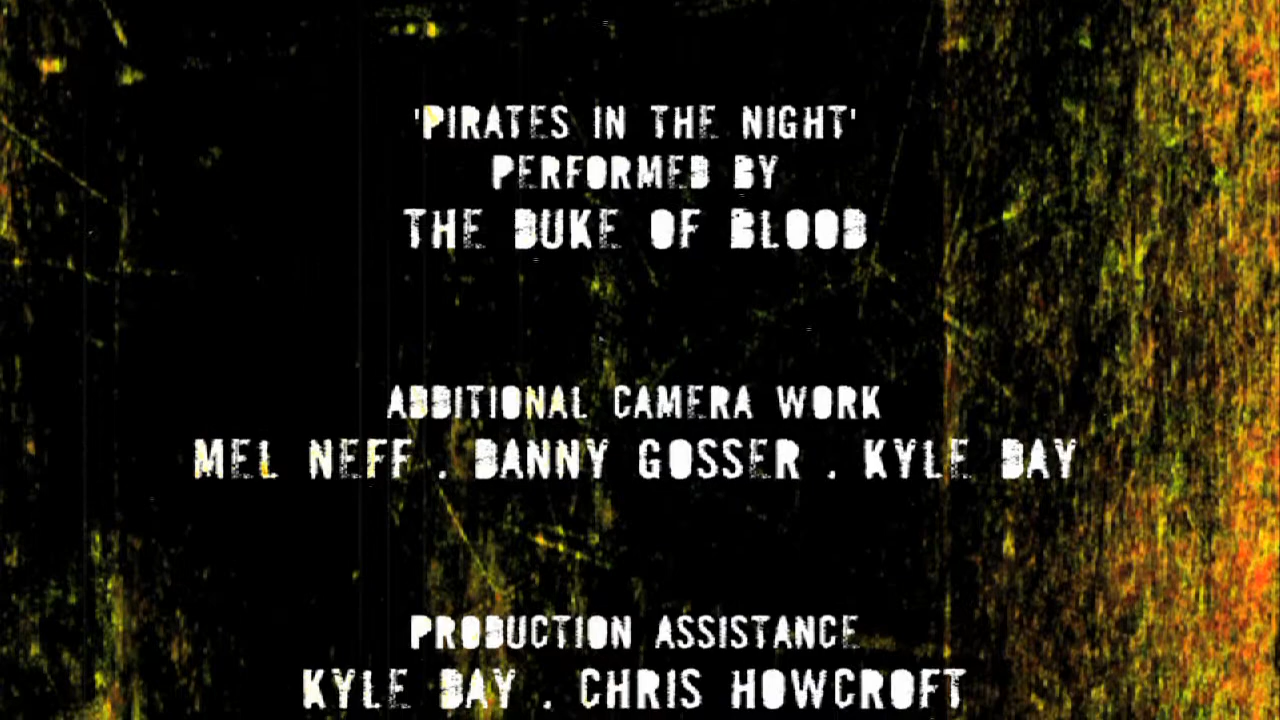 'PIRATES IN THE NIGHT'
PERFORMED BY
THE DUKE OF BLOOD
ADDITIONAL CAMERA WORK
MEL NEFF . DANNY GOSSER . KYLE DAY
PRODUCTION ASSISTANCE
KYLE DAY . CHRIS HOWCROFT